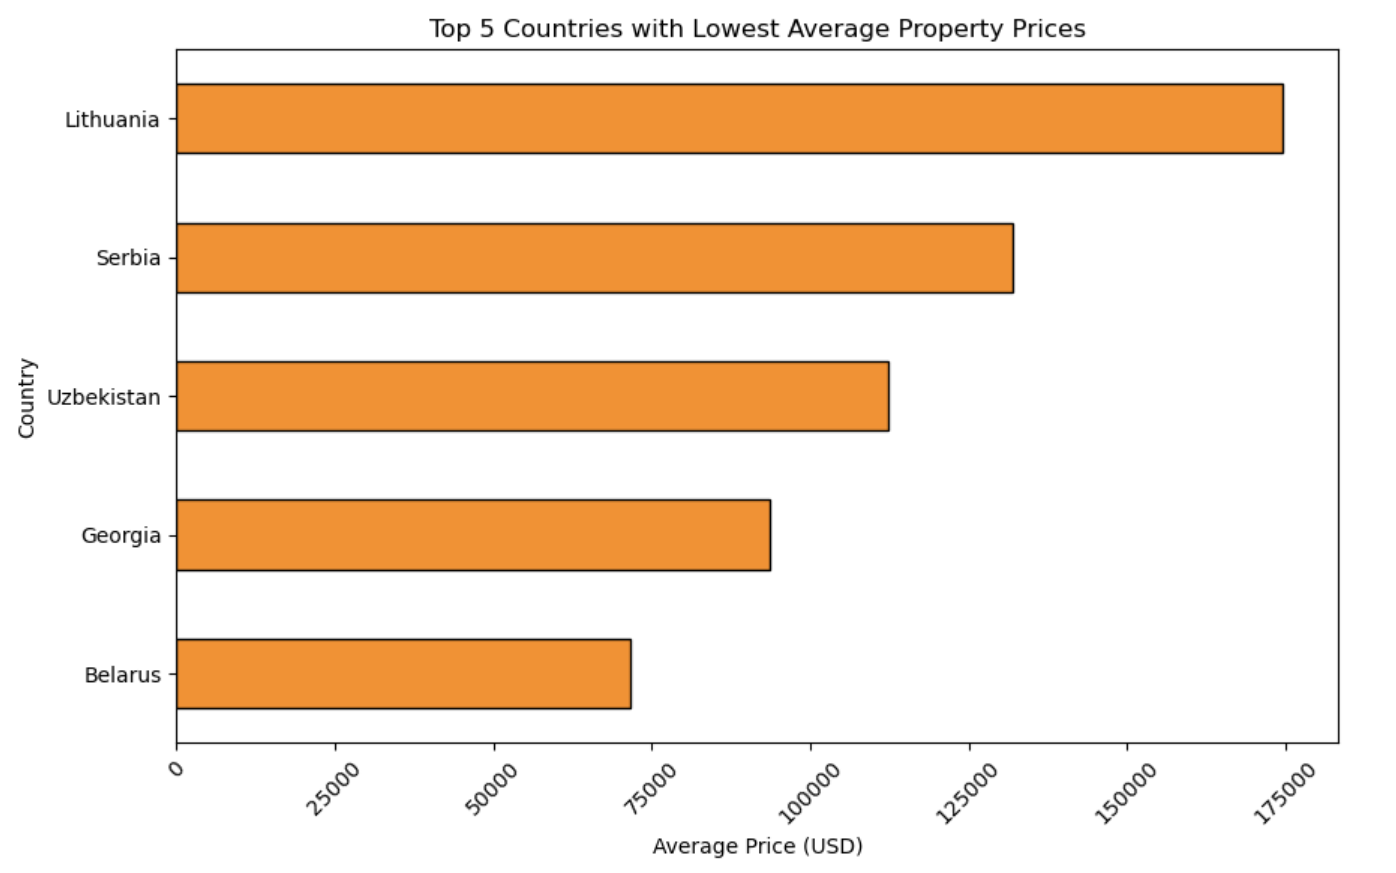 Top 5 Countries with Lowest Average Property Prices
Lithuania
Serbia
Uzbekistan
Georgia
Belarus
Country
0
25000
50000
75000
100000
125000
150000
175000
Average Price (USD)